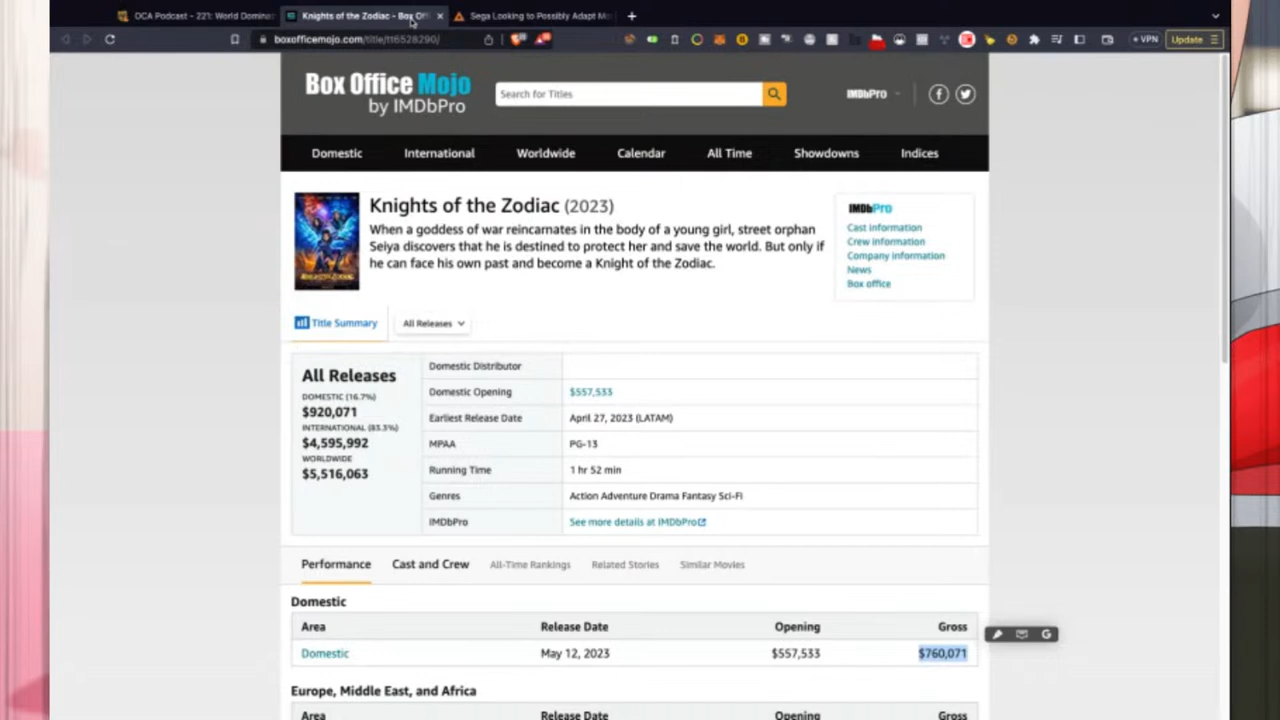 OCA Podcast - 221: World Domina
Knights of the Zodiac - Box Off
Sega Looking to Possibly Adapt Mo
boxofficemojo.com/title/tt6528290/
VPN
Update
Box Office Mojo
by IMDbPro
Search for Titles
IMDbPro
Domestic
International
Worldwide
Calendar
All Time
Showdowns
Indices
Knights of the Zodiac (2023)
When a goddess of war reincarnates in the body of a young girl, street orphan
Seiya discovers that he is destined to protect her and save the world. But only if
he can face his own past and become a Knight of the Zodiac.
IMDbPro
Cast information
Crew information
Company information
News
Box office
Title Summary
All Releases
All Releases
DOMESTIC (16.7%)
$920,071
INTERNATIONAL (83.3%)
$4,595,992
WORLDWIDE
$5,516,063
Domestic Distributor
Domestic Opening $557,533
Earliest Release Date April 27, 2023 (LATAM)
MPAA PG-13
Running Time 1 hr 52 min
Genres Action Adventure Drama Fantasy Sci-Fi
IMDbPro See more details at IMDbPro
Performance
Cast and Crew
All-Time Rankings
Related Stories
Similar Movies
Domestic
Area Release Date Opening Gross
Domestic May 12, 2023 $557,533 $760,071
Europe, Middle East, and Africa
Area Release Date Opening Gross